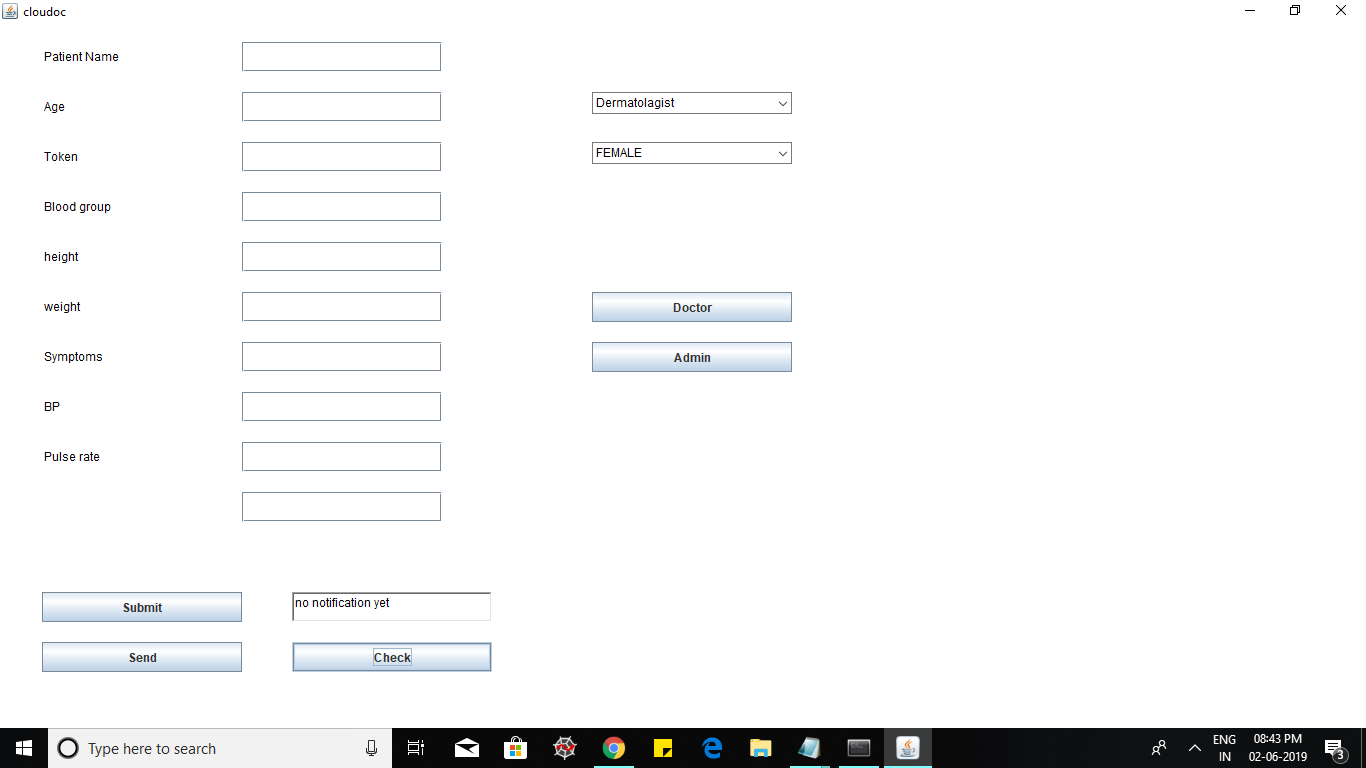 cloudoc
Patient Name
Age
Dermatolagist
Token
FEMALE
Blood group
height
weight
Doctor
Symptoms
Admin
BP
Pulse rate
Submit
no notification yet
Send
Check
Type here to search
ENG
IN
08:43 PM
02-06-2019
3